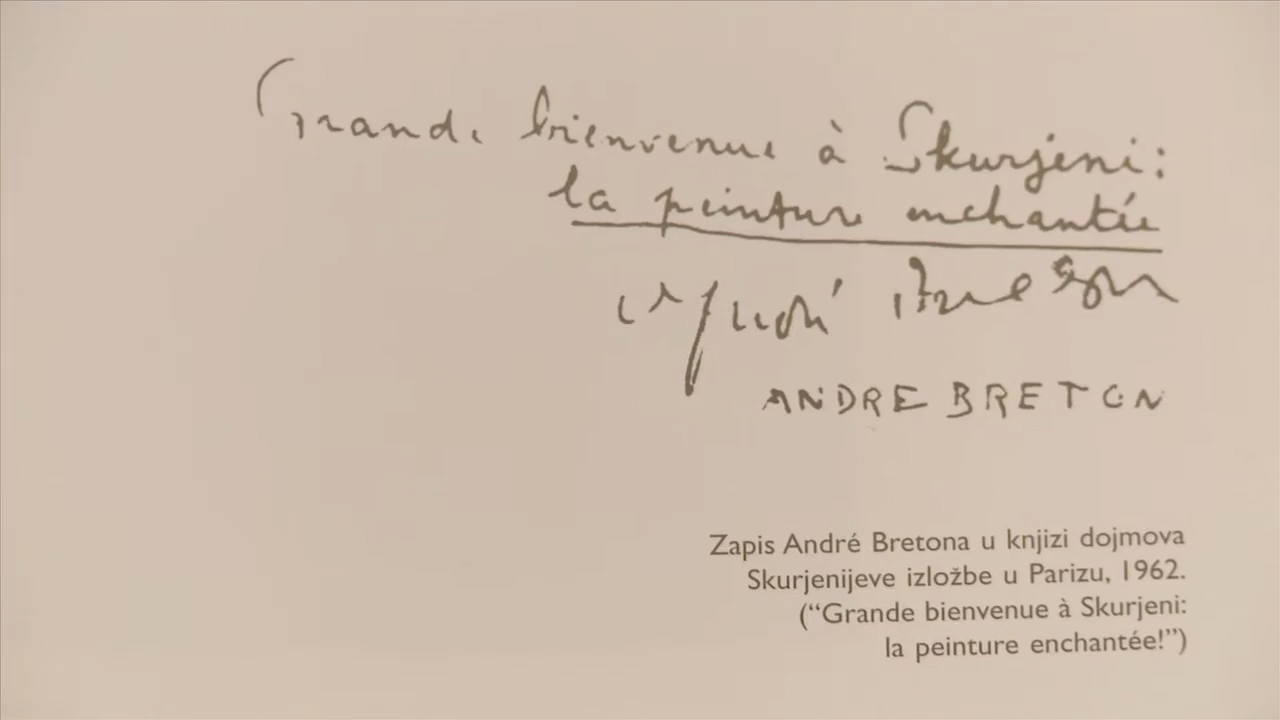 Grande bienvenue à Skurjeni:
la peinture enchantée
André Breton
ANDRE BRETON
Zapis André Bretona u knjizi dojmova
Skurjenijeve izložbe u Parizu, 1962.
(“Grande bienvenue à Skurjeni:
la peinture enchantée!”)